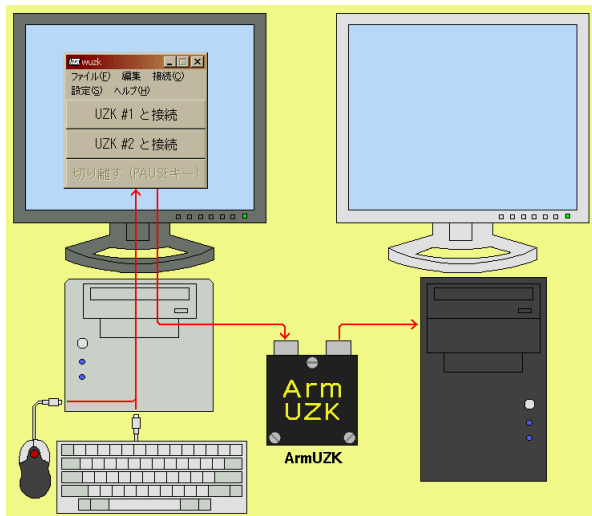 UZK wuzk
ファイル(F) 編集 接続(C)
設定(S) ヘルプ(H)
UZK #1 と接続
UZK #2 と接続
切り離す (PAUSEキー)
Arm
UZK
ArmUZK